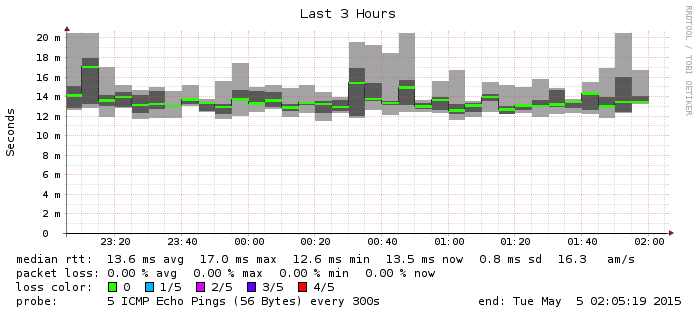 Last 3 Hours
RRDTOOL / TOBI OETIKER
Seconds
20 m
18 m
16 m
14 m
12 m
10 m
8 m
6 m
4 m
2 m
0
23:20 23:40 00:00 00:20 00:40 01:00 01:20 01:40 02:00
median rtt: 13.6 ms avg 17.0 ms max 12.6 ms min 13.5 ms now 0.8 ms sd 16.3 am/s
packet loss: 0.00 % avg 0.00 % max 0.00 % min 0.00 % now
loss color: 0 1/5 2/5 3/5 4/5
probe: 5 ICMP Echo Pings (56 Bytes) every 300s end: Tue May 5 02:05:19 2015